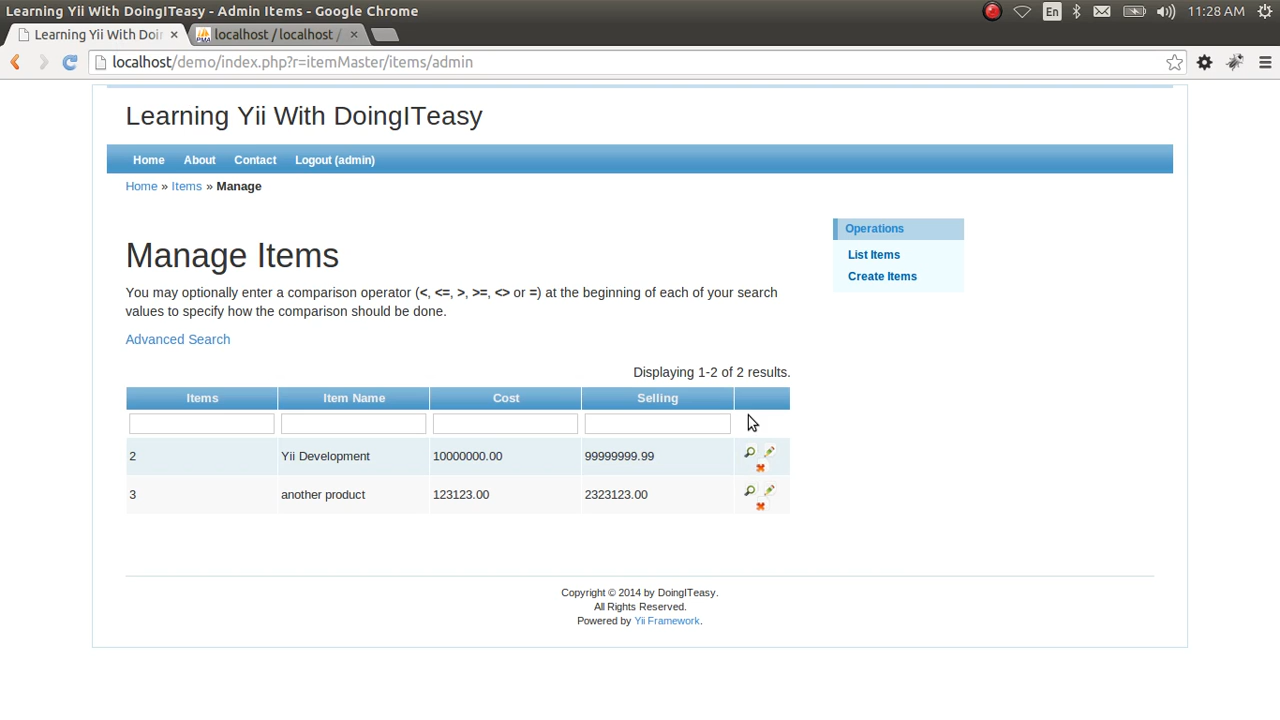 Learning Yii With DoingITeasy - Admin Items - Google Chrome
En
11:28 AM
Learning Yii With Doin
localhost / localhost /
localhost/demo/index.php?r=itemMaster/items/admin
Learning Yii With DoingITeasy
Home About Contact Logout (admin)
Home » Items » Manage
Operations
List Items
Create Items
Manage Items
You may optionally enter a comparison operator (<, <=, >, >=, <> or =) at the beginning of each of your search
values to specify how the comparison should be done.
Advanced Search
Displaying 1-2 of 2 results.
Items Item Name Cost Selling
2 Yii Development 10000000.00 99999999.99
3 another product 123123.00 2323123.00
Copyright © 2014 by DoingITeasy.
All Rights Reserved.
Powered by Yii Framework.